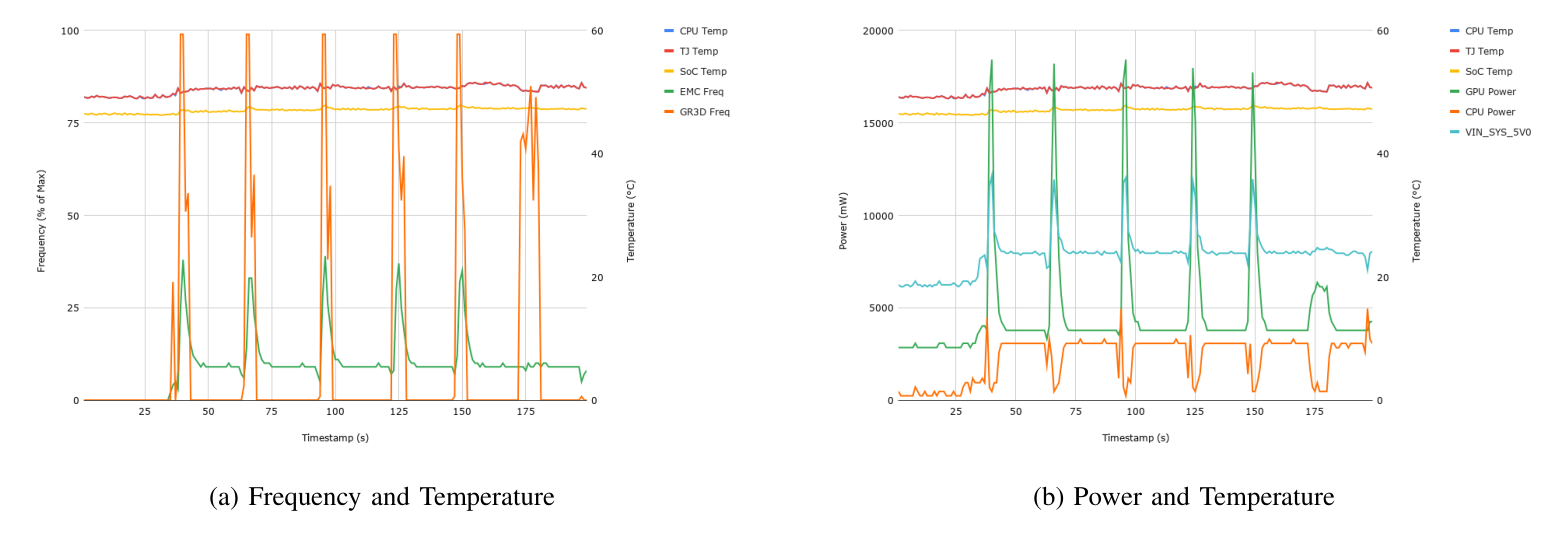 100
75
50
25
0
Frequency (% of Max)
60
40
20
0
Temperature (°C)
25 50 75 100 125 150 175
Timestamp (s)
CPU Temp
TJ Temp
SoC Temp
EMC Freq
GR3D Freq
(a) Frequency and Temperature
20000
15000
10000
5000
0
Power (mW)
60
40
20
0
Temperature (°C)
25 50 75 100 125 150 175
Timestamp (s)
CPU Temp
TJ Temp
SoC Temp
GPU Power
CPU Power
VIN_SYS_5V0
(b) Power and Temperature